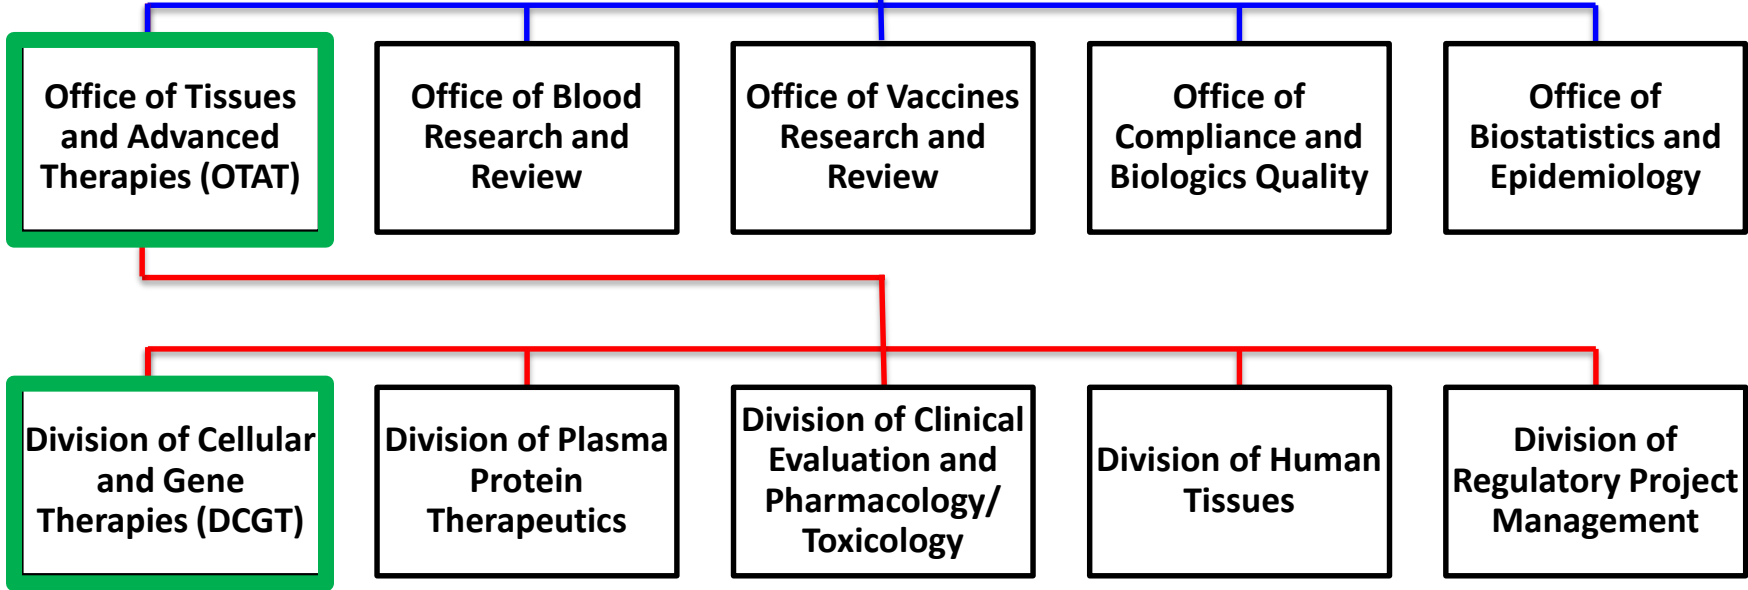 Office of Tissues
and Advanced
Therapies (OTAT)
Office of Blood
Research and
Review
Office of Vaccines
Research and
Review
Office of
Compliance and
Biologics Quality
Office of
Biostatistics and
Epidemiology
Division of Cellular
and Gene
Therapies (DCGT)
Division of Plasma
Protein
Therapeutics
Division of Clinical
Evaluation and
Pharmacology/
Toxicology
Division of Human
Tissues
Division of
Regulatory Project
Management